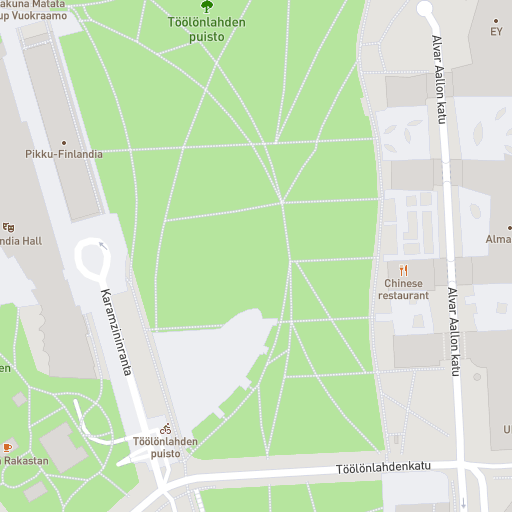 akuna Matata
up Vuokraamo
Töölönlahden
puisto
EY
Alvar Aallon katu
Pikku-Finlandia
ndia Hall
Alma
Chinese
restaurant
Karamzininranta
Alvar Aallon katu
en
Töölönlahden
puisto
Rakastan
Töölönlahdenkatu